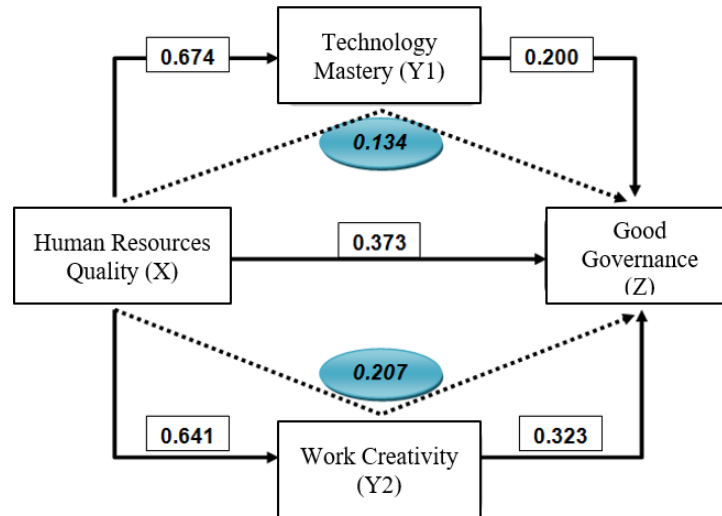 0.674
Technology
Mastery (Y1)
0.200
0.134
Human Resources
Quality (X)
0.373
Good
Governance
(Z)
0.207
0.641
Work Creativity
(Y2)
0.323